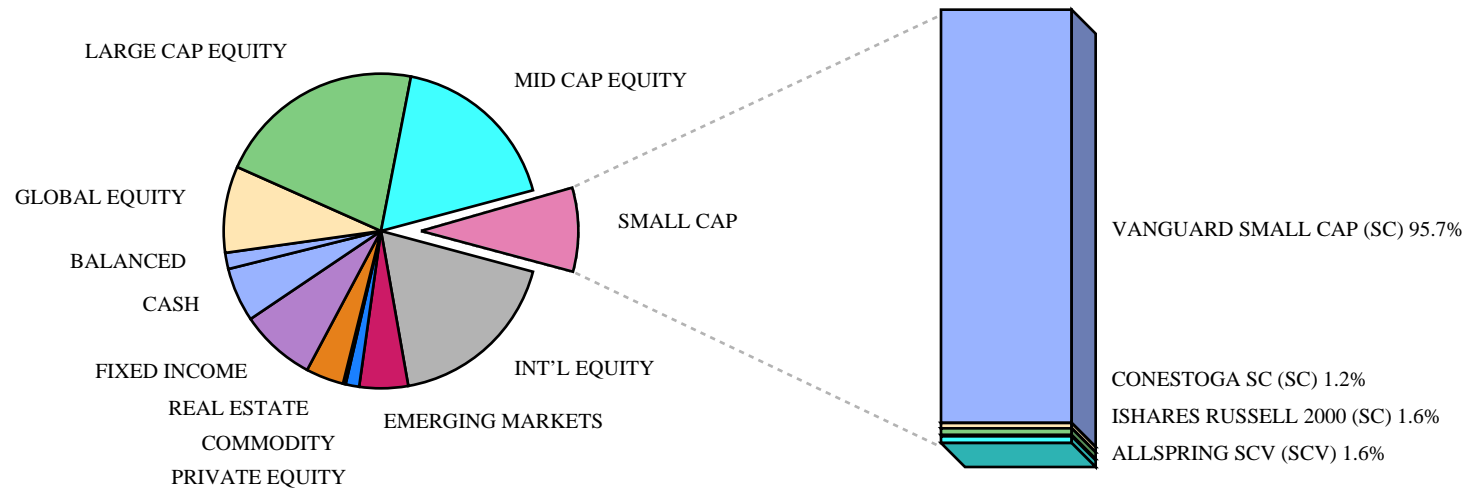 LARGE CAP EQUITY
MID CAP EQUITY
GLOBAL EQUITY
SMALL CAP
BALANCED
CASH
FIXED INCOME
INT'L EQUITY
REAL ESTATE
EMERGING MARKETS
COMMODITY
PRIVATE EQUITY
VANGUARD SMALL CAP (SC) 95.7%
CONESTOGA SC (SC) 1.2%
ISHARES RUSSELL 2000 (SC) 1.6%
ALLSPRING SCV (SCV) 1.6%